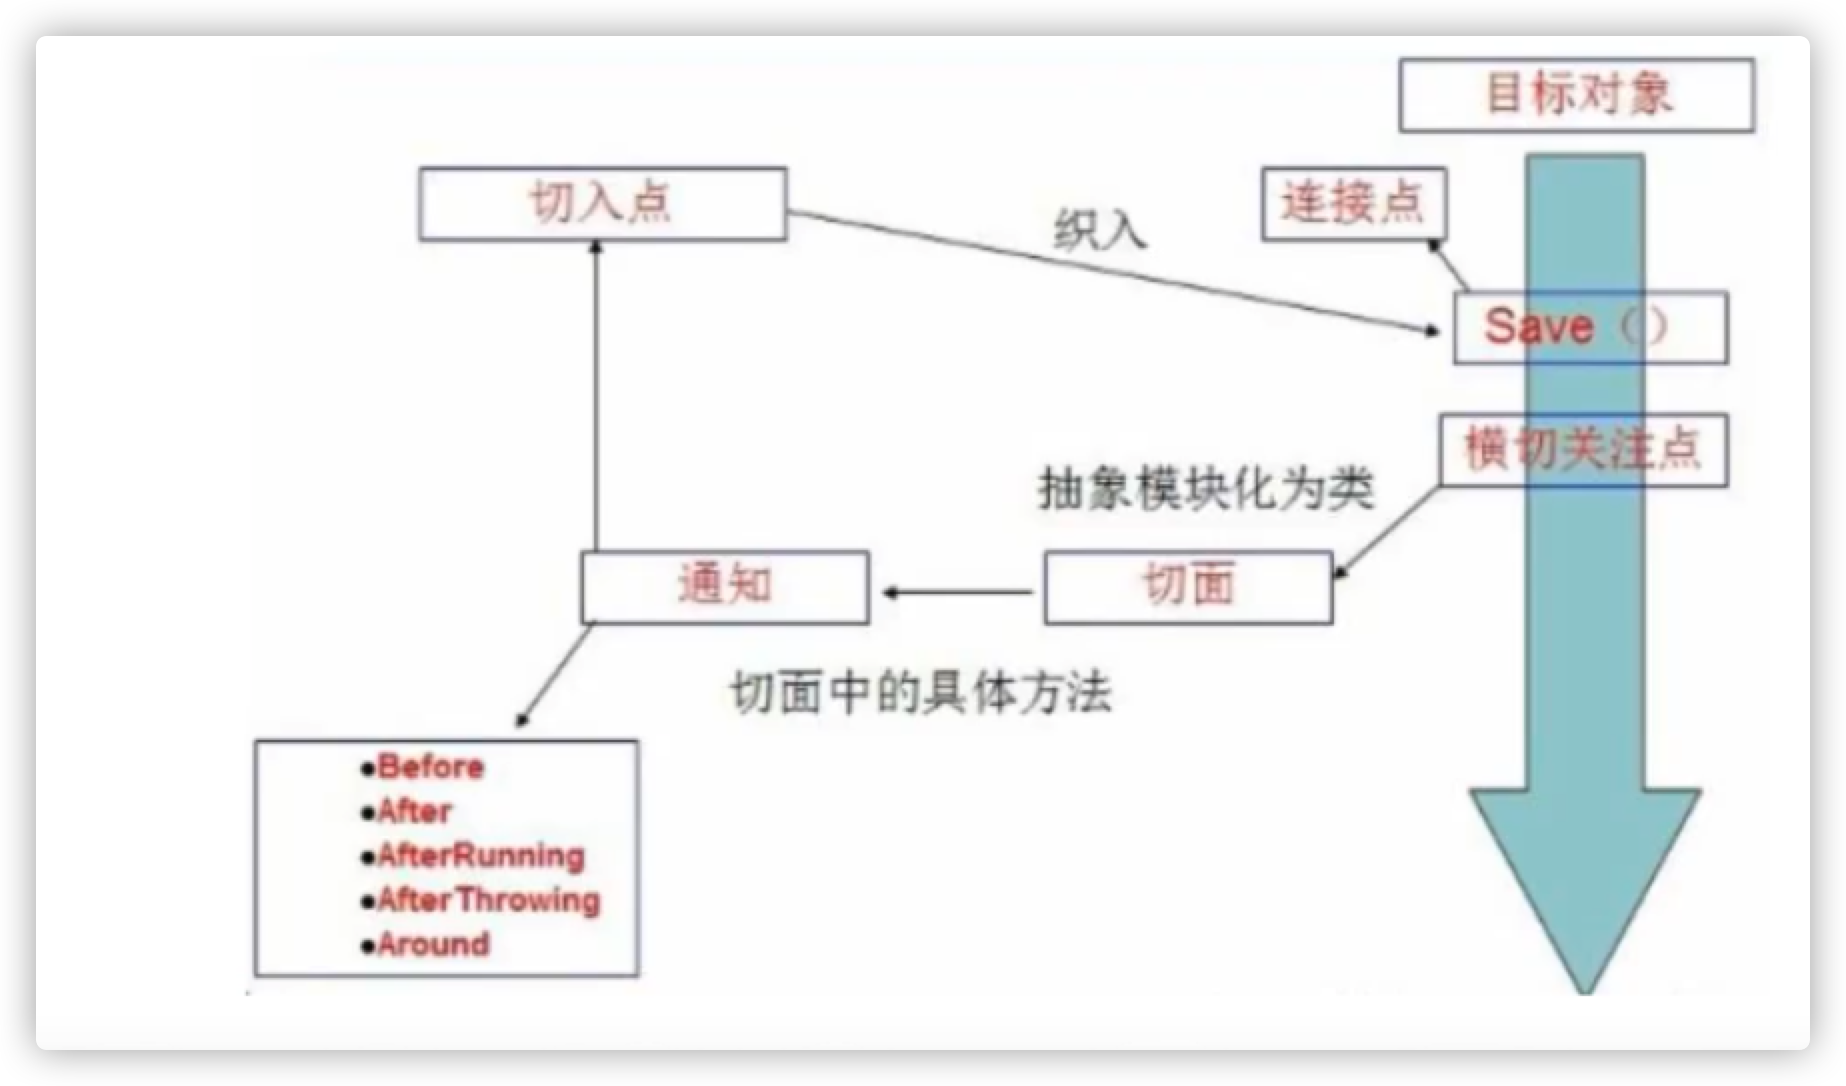 目标对象
切入点
连接点
织入
Save（）
横切关注点
抽象模块化为类
通知
切面
切面中的具体方法
●Before
●After
●AfterRunning
●AfterThrowing
●Around